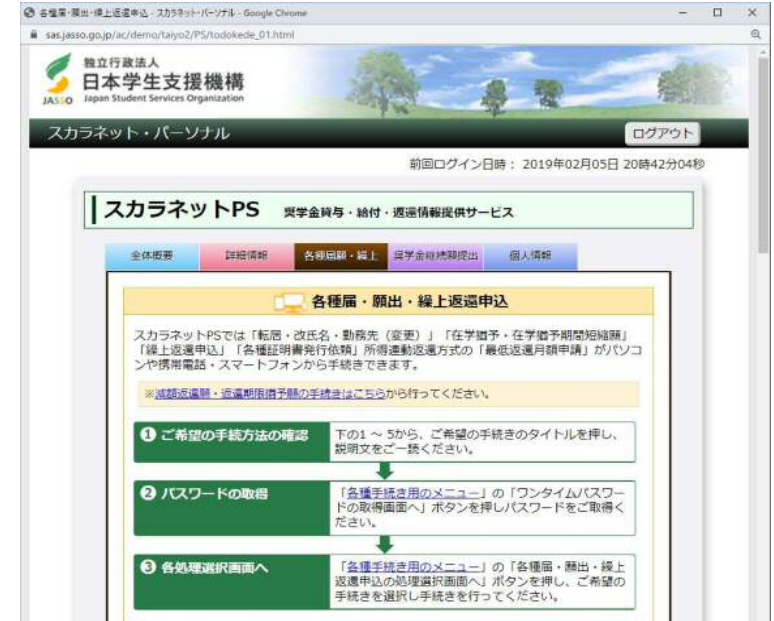 各種届・願出・繰上返還申込 - スカラネット・パーソナル - Google Chrome
sas.jasso.go.jp/ac/demo/taiyo2/PS/todokede_01.html
独立行政法人
日本学生支援機構
JASSO Japan Student Services Organization
スカラネット・パーソナル
ログアウト
前回ログイン日時： 2019年02月05日 20時42分04秒
スカラネットPS 奨学金貸与・給付・返還情報提供サービス
全体概要 詳細情報 各種届願・繰上 奨学金継続願提出 個人情報
各種届・願出・繰上返還申込
スカラネットPSでは「転居・改氏名・勤務先（変更）」「在学猶予・在学猶予期間短縮願」
「繰上返還申込」「各種証明書発行依頼」所得連動返還方式の「最低返還月額申請」がパソコ
ンや携帯電話・スマートフォンから手続きできます。
※減額返還願・返還期限猶予願の手続きはこちらから行ってください。
1 ご希望の手続方法の確認
下の1 ～ 5から、ご希望の手続きのタイトルを押し、
説明文をご一読ください。
2 パスワードの取得
「各種手続き用のメニュー」の「ワンタイムパスワー
ドの取得画面へ」ボタンを押しパスワードをご取得く
ださい。
3 各処理選択画面へ
「各種手続き用のメニュー」の「各種届・願出・繰上
返還申込の処理選択画面へ」ボタンを押し、ご希望の
手続きを選択し手続きを行ってください。